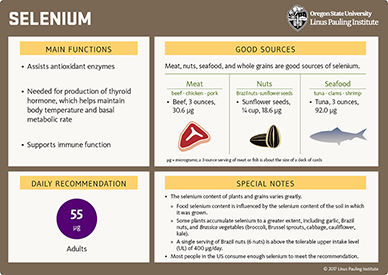 SELENIUM
Oregon State University
Linus Pauling Institute
MAIN FUNCTIONS
• Assists antioxidant enzymes
• Needed for production of thyroid
hormone, which helps maintain
body temperature and basal
metabolic rate
• Supports immune function
GOOD SOURCES
Meat, nuts, seafood, and whole grains are good sources of selenium.
Meat
beef · chicken · pork
• Beef, 3 ounces,
30.6 µg
Nuts
Brazil nuts · sunflower seeds
• Sunflower seeds,
¼ cup, 18.6 µg
Seafood
tuna · clams · shrimp
• Tuna, 3 ounces,
92.0 µg
µg = micrograms; a 3-ounce serving of meat or fish is about the size of a deck of cards
DAILY RECOMMENDATION
55
µg
Adults
SPECIAL NOTES
• The selenium content of plants and grains varies greatly.
Food selenium content is influenced by the selenium content of the soil in which
it was grown.
Some plants accumulate selenium to a greater extent, including garlic, Brazil
nuts, and Brassica vegetables (broccoli, Brussel sprouts, cabbage, cauliflower,
kale).
A single serving of Brazil nuts (6 nuts) is above the tolerable upper intake level
(UL) of 400 µg/day.
• Most people in the US consume enough selenium to meet the recommendation.
© 2017 Linus Pauling Institute